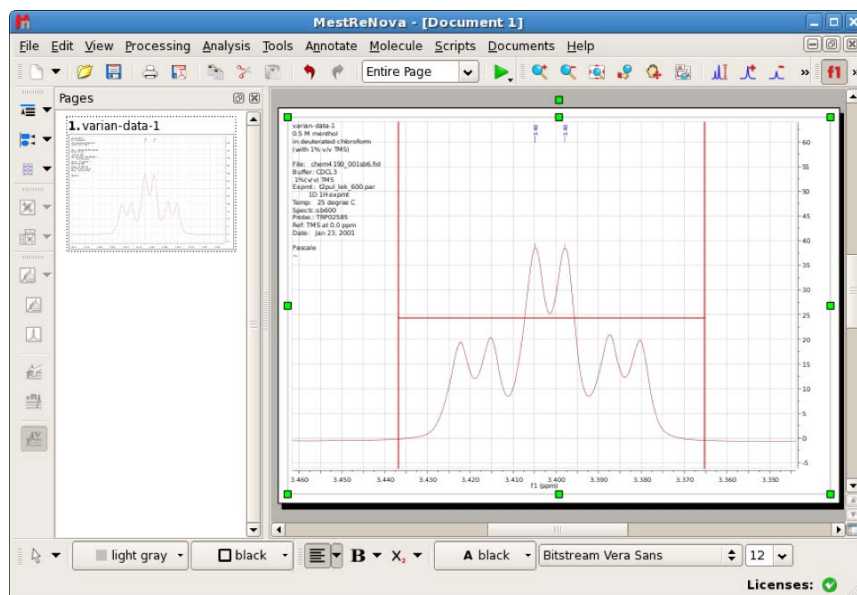 MestReNova - [Document 1]
File Edit View Processing Analysis Tools Annotate Molecule Scripts Documents Help
Entire Page
f1
Pages
1. varian-data-1
varian-data-1
0.5 M menthol
in deuterated chloroform
(with 1% v/v TMS)
File: chem4190_001sb6.fid
Buffer: CDCL3
1%(v/v) TMS
Expmt: t2pul_lek_600.par
1D 1H expmt
Temp: 25 degree C
Spectr.:sb600
Probe.: TRP02585
Ref: TMS at 0.0 ppm
Date: Jan 23, 2001
Pascale
~
60
55
50
45
40
35
30
25
20
15
10
5
0
-5
3.460 3.450 3.440 3.430 3.420 3.410 3.400 3.390 3.380 3.370 3.360 3.350
f1 (ppm)
light gray black B X₂ A black Bitstream Vera Sans 12
Licenses: